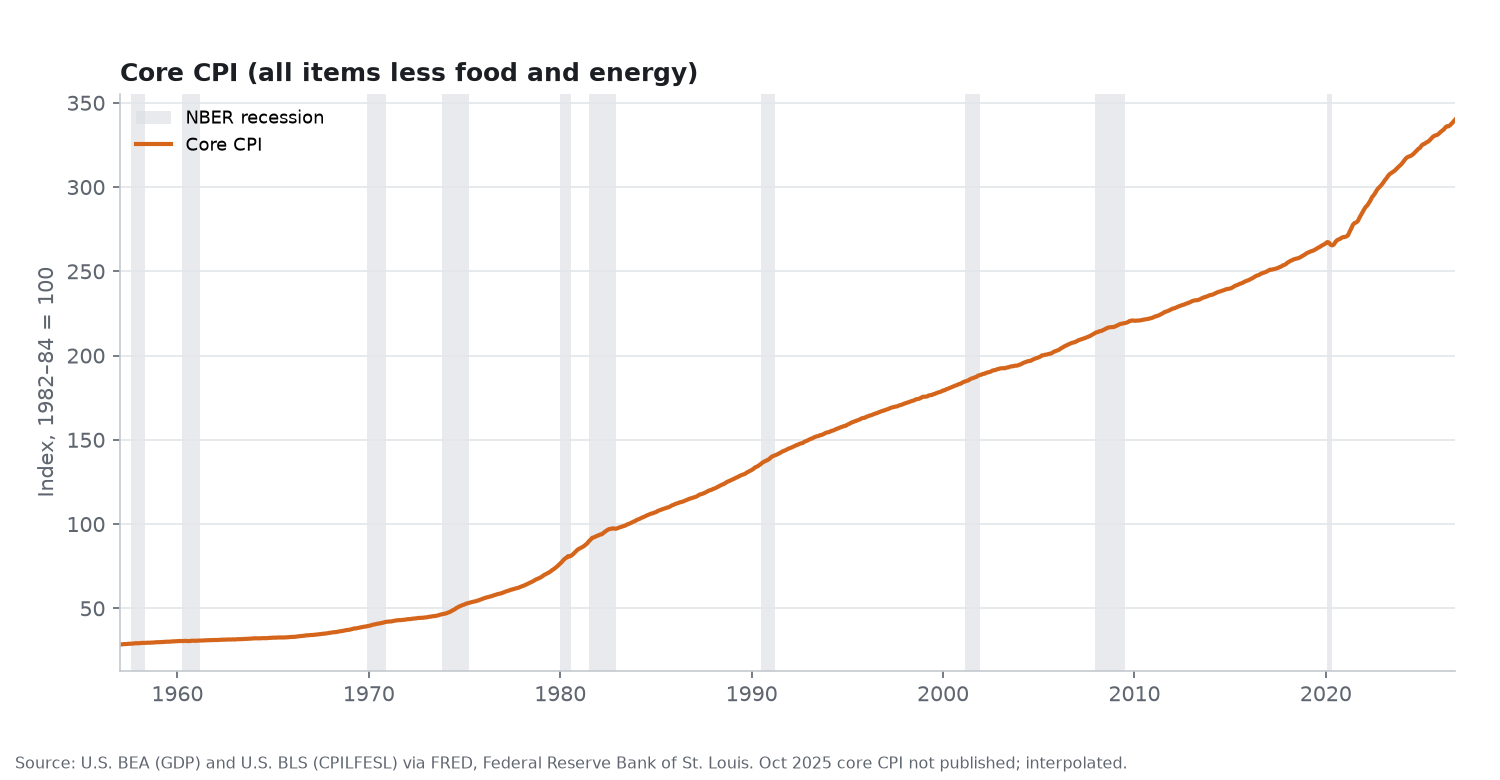 Core CPI (all items less food and energy)
350
300
250
200
150
100
50
Index, 1982–84 = 100
NBER recession
Core CPI
1960
1970
1980
1990
2000
2010
2020
Source: U.S. BEA (GDP) and U.S. BLS (CPILFESL) via FRED, Federal Reserve Bank of St. Louis. Oct 2025 core CPI not published; interpolated.